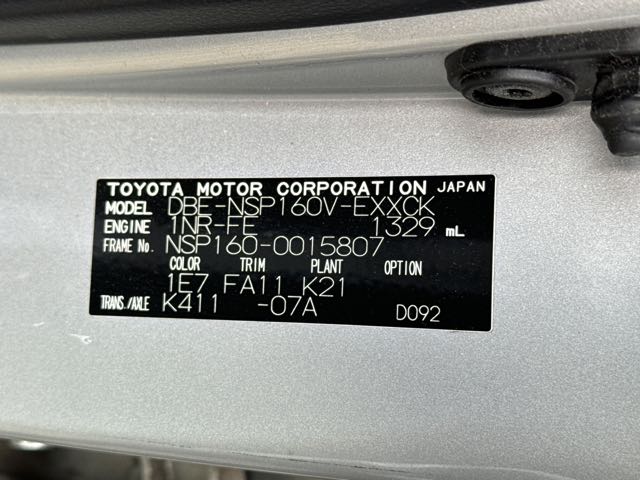 TOYOTA MOTOR CORPORATION JAPAN
MODEL DBE-NSP160V-EXXCK
ENGINE 1NR-FE 1329 mL
FRAME No. NSP160-0015807
COLOR TRIM PLANT OPTION
1E7 FA11 K21
TRANS./AXLE K411 -07A D092